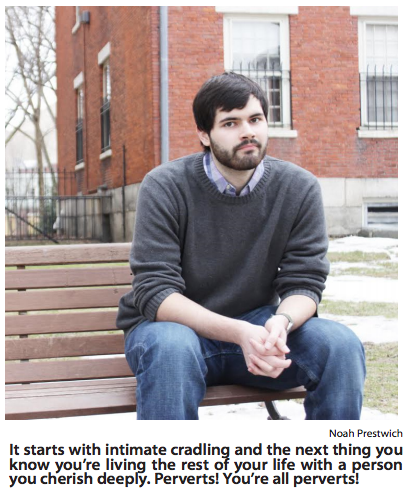 Noah Prestwich
It starts with intimate cradling and the next thing you
know you're living the rest of your life with a person
you cherish deeply. Perverts! You're all perverts!